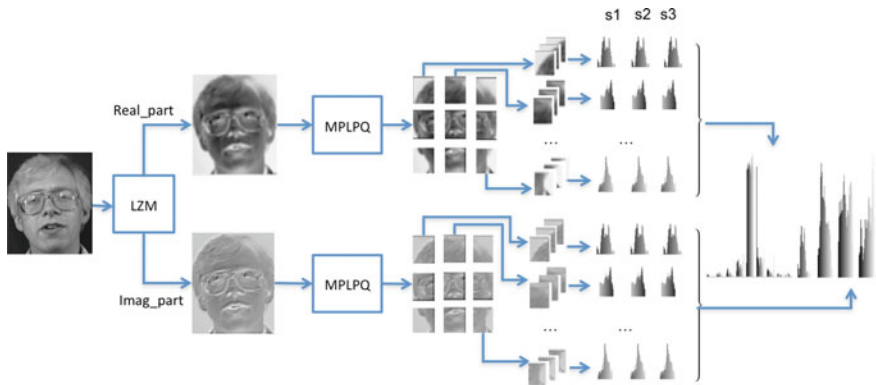 s1 s2 s3
Real_part
MPLPQ
...
...
LZM
Imag_part
MPLPQ
...
...